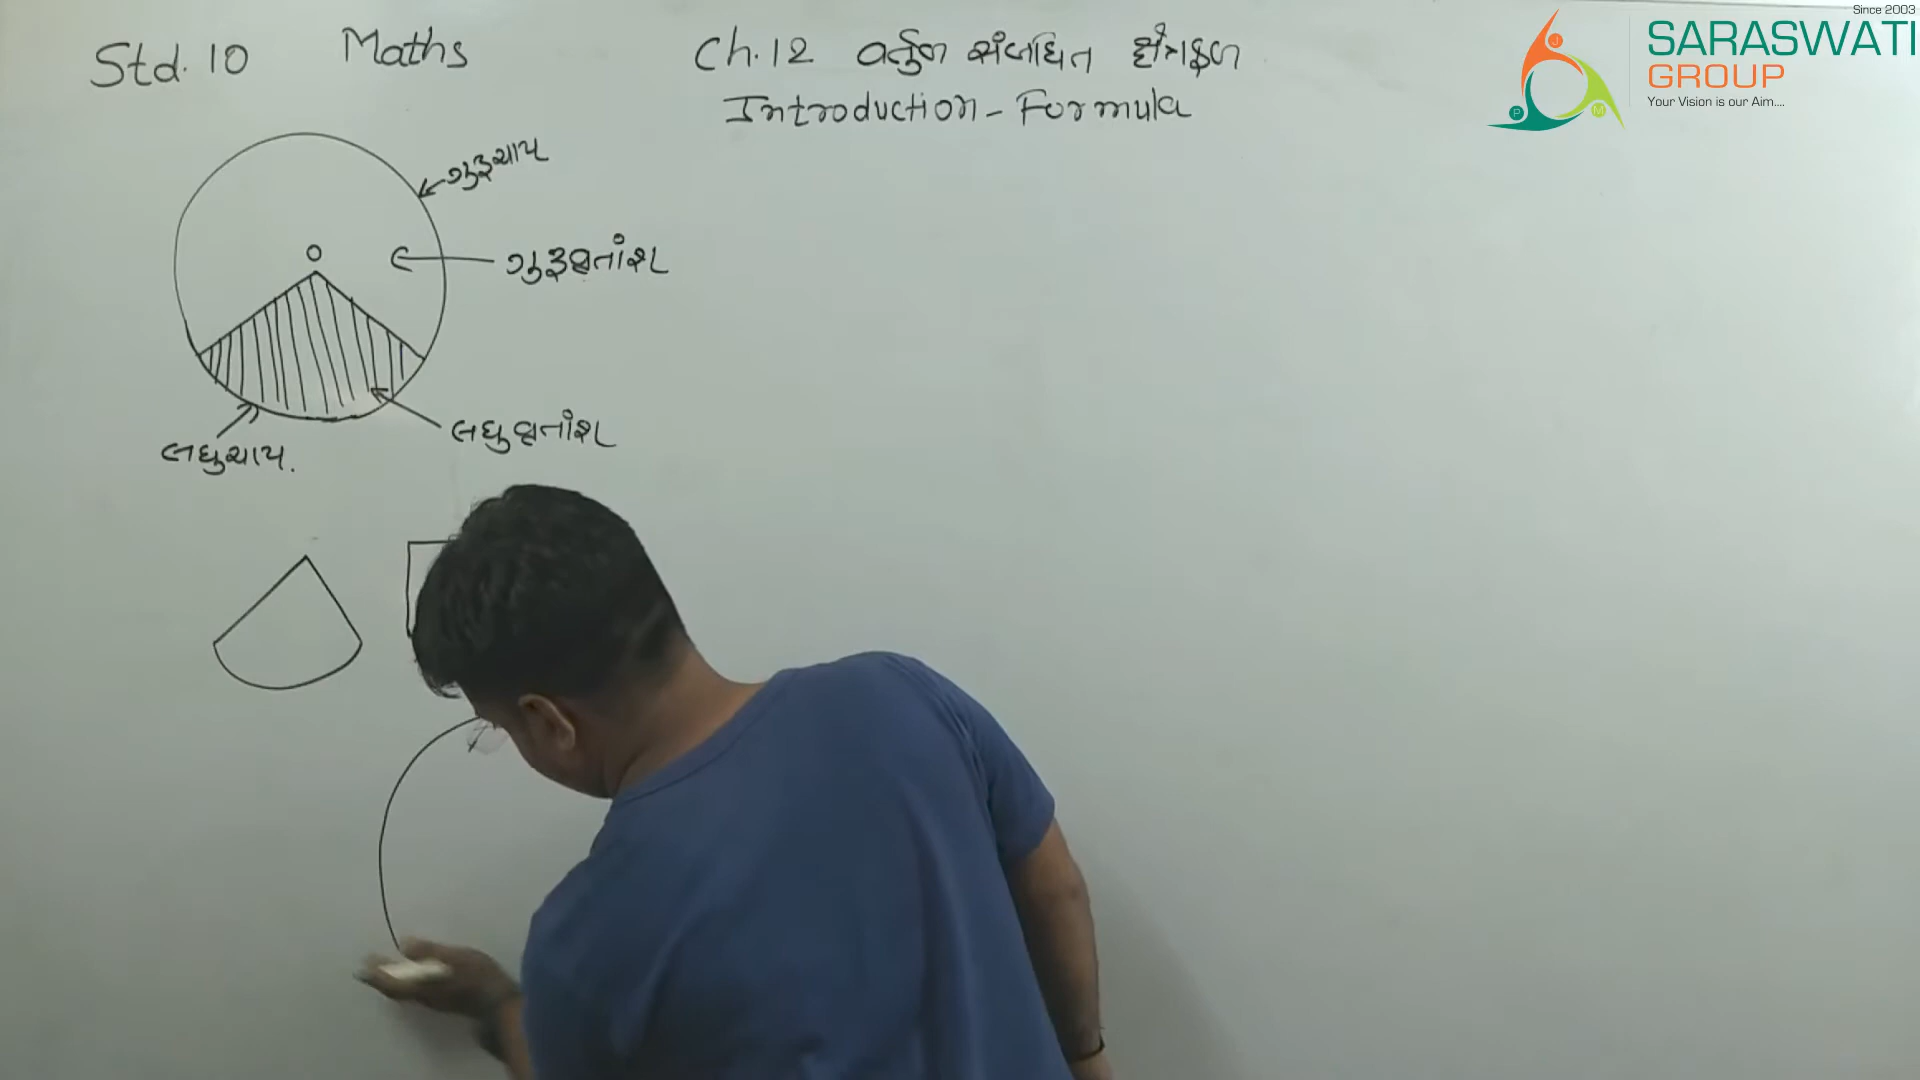 Since 2003
SARASWATI
GROUP
Your Vision is our Aim....
J
P
M
Std. 10
Maths
Ch. 12 વર્તુળ સંબંધિત ક્ષેત્રફળ
Introduction - Formula
ગુરૂચાપ
O
ગુરૂવૃતાંશ
લઘુવૃતાંશ
લઘુચાપ.